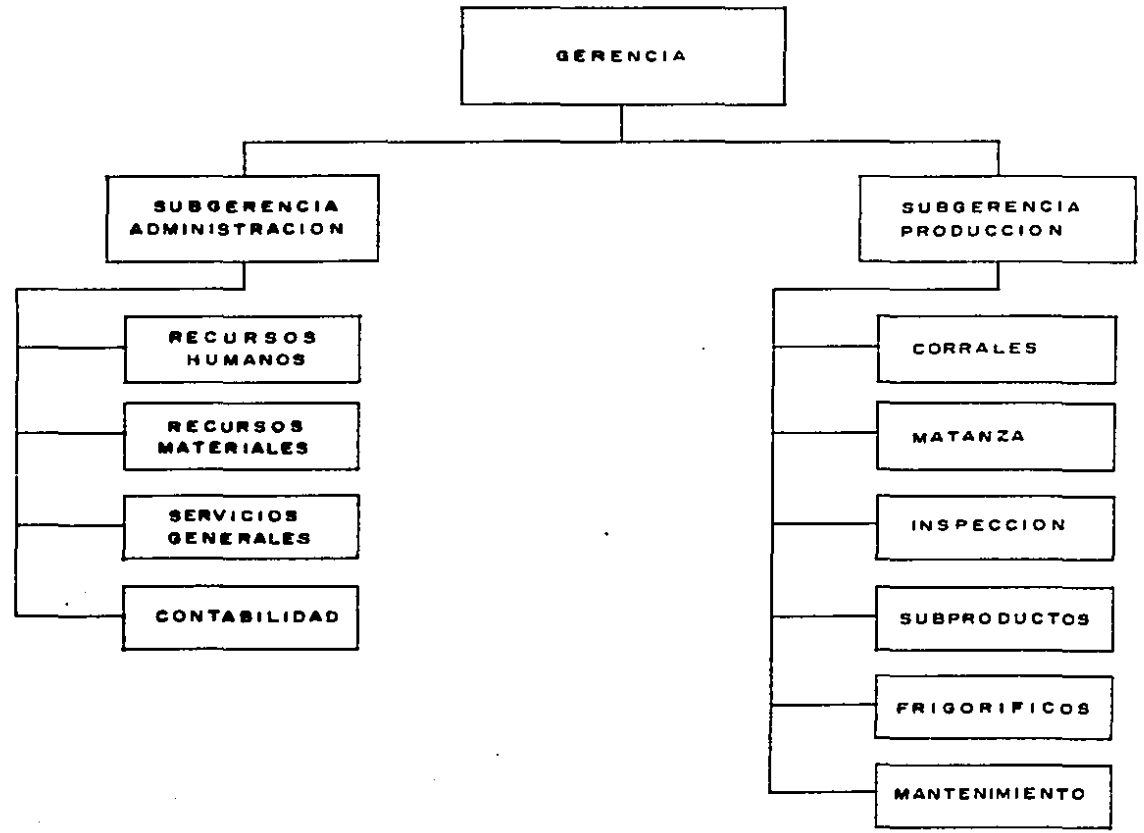 GERENCIA
SUBGERENCIA
ADMINISTRACION
RECURSOS
HUMANOS
RECURSOS
MATERIALES
SERVICIOS
GENERALES
CONTABILIDAD
SUBGERENCIA
PRODUCCION
CORRALES
MATANZA
INSPECCION
SUBPRODUCTOS
FRIGORIFICOS
MANTENIMIENTO